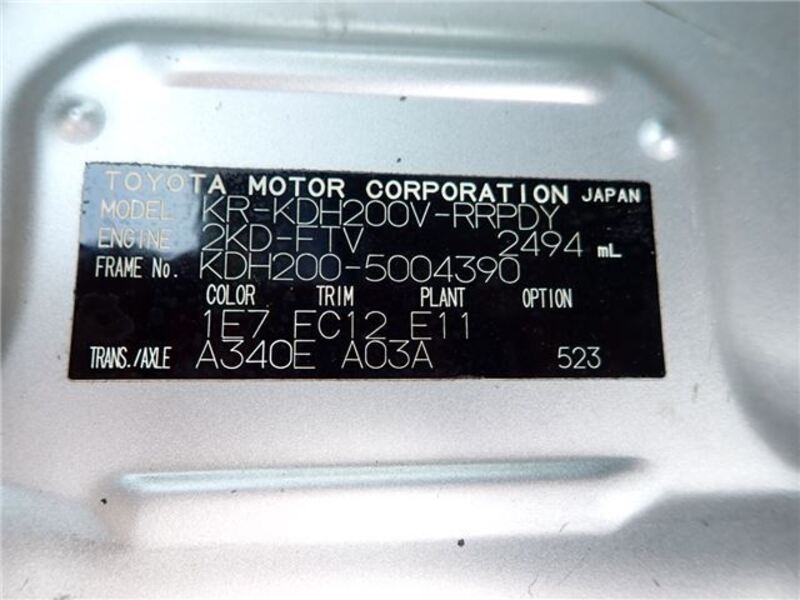 TOYOTA MOTOR CORPORATION JAPAN
MODEL KR-KDH200V-RRPDY
ENGINE 2KD-FTV 2494 mL
FRAME No. KDH200-5004390
COLOR TRIM PLANT OPTION
1E7 FC12 E11
TRANS./AXLE A340E A03A 523